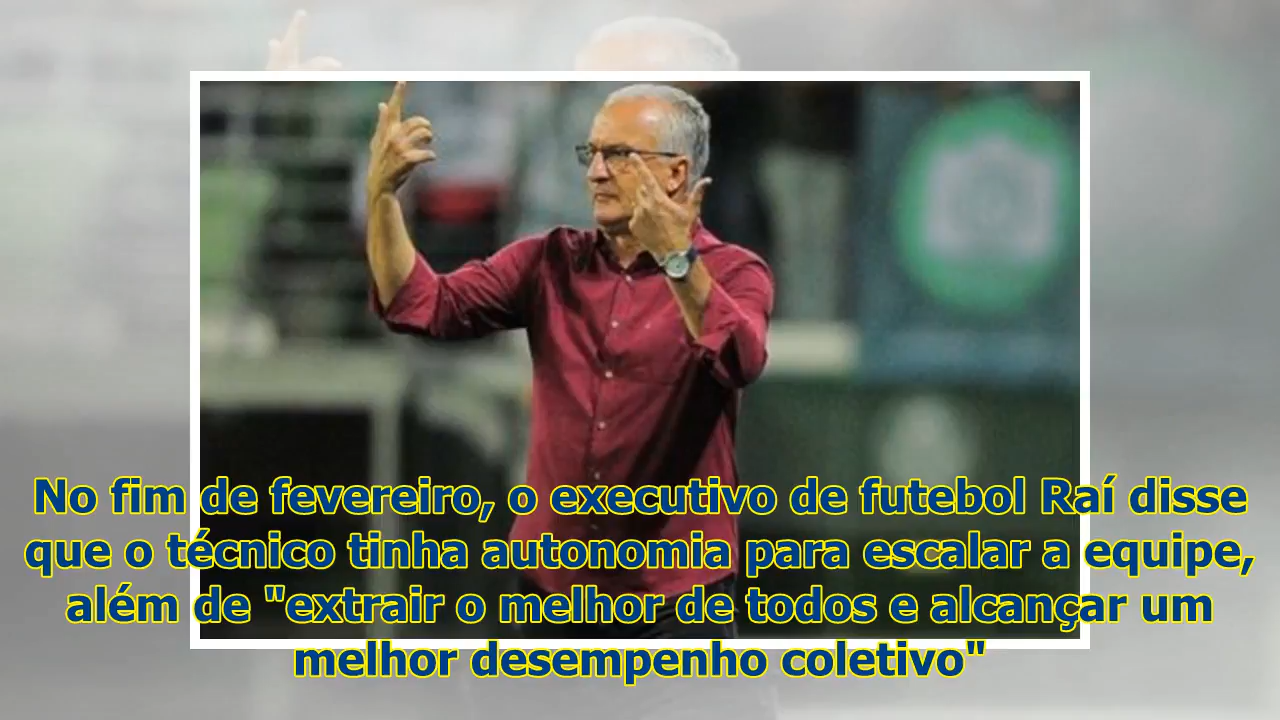 No fim de fevereiro, o executivo de futebol Raí disse
que o técnico tinha autonomia para escalar a equipe,
além de "extrair o melhor de todos e alcançar um
melhor desempenho coletivo"